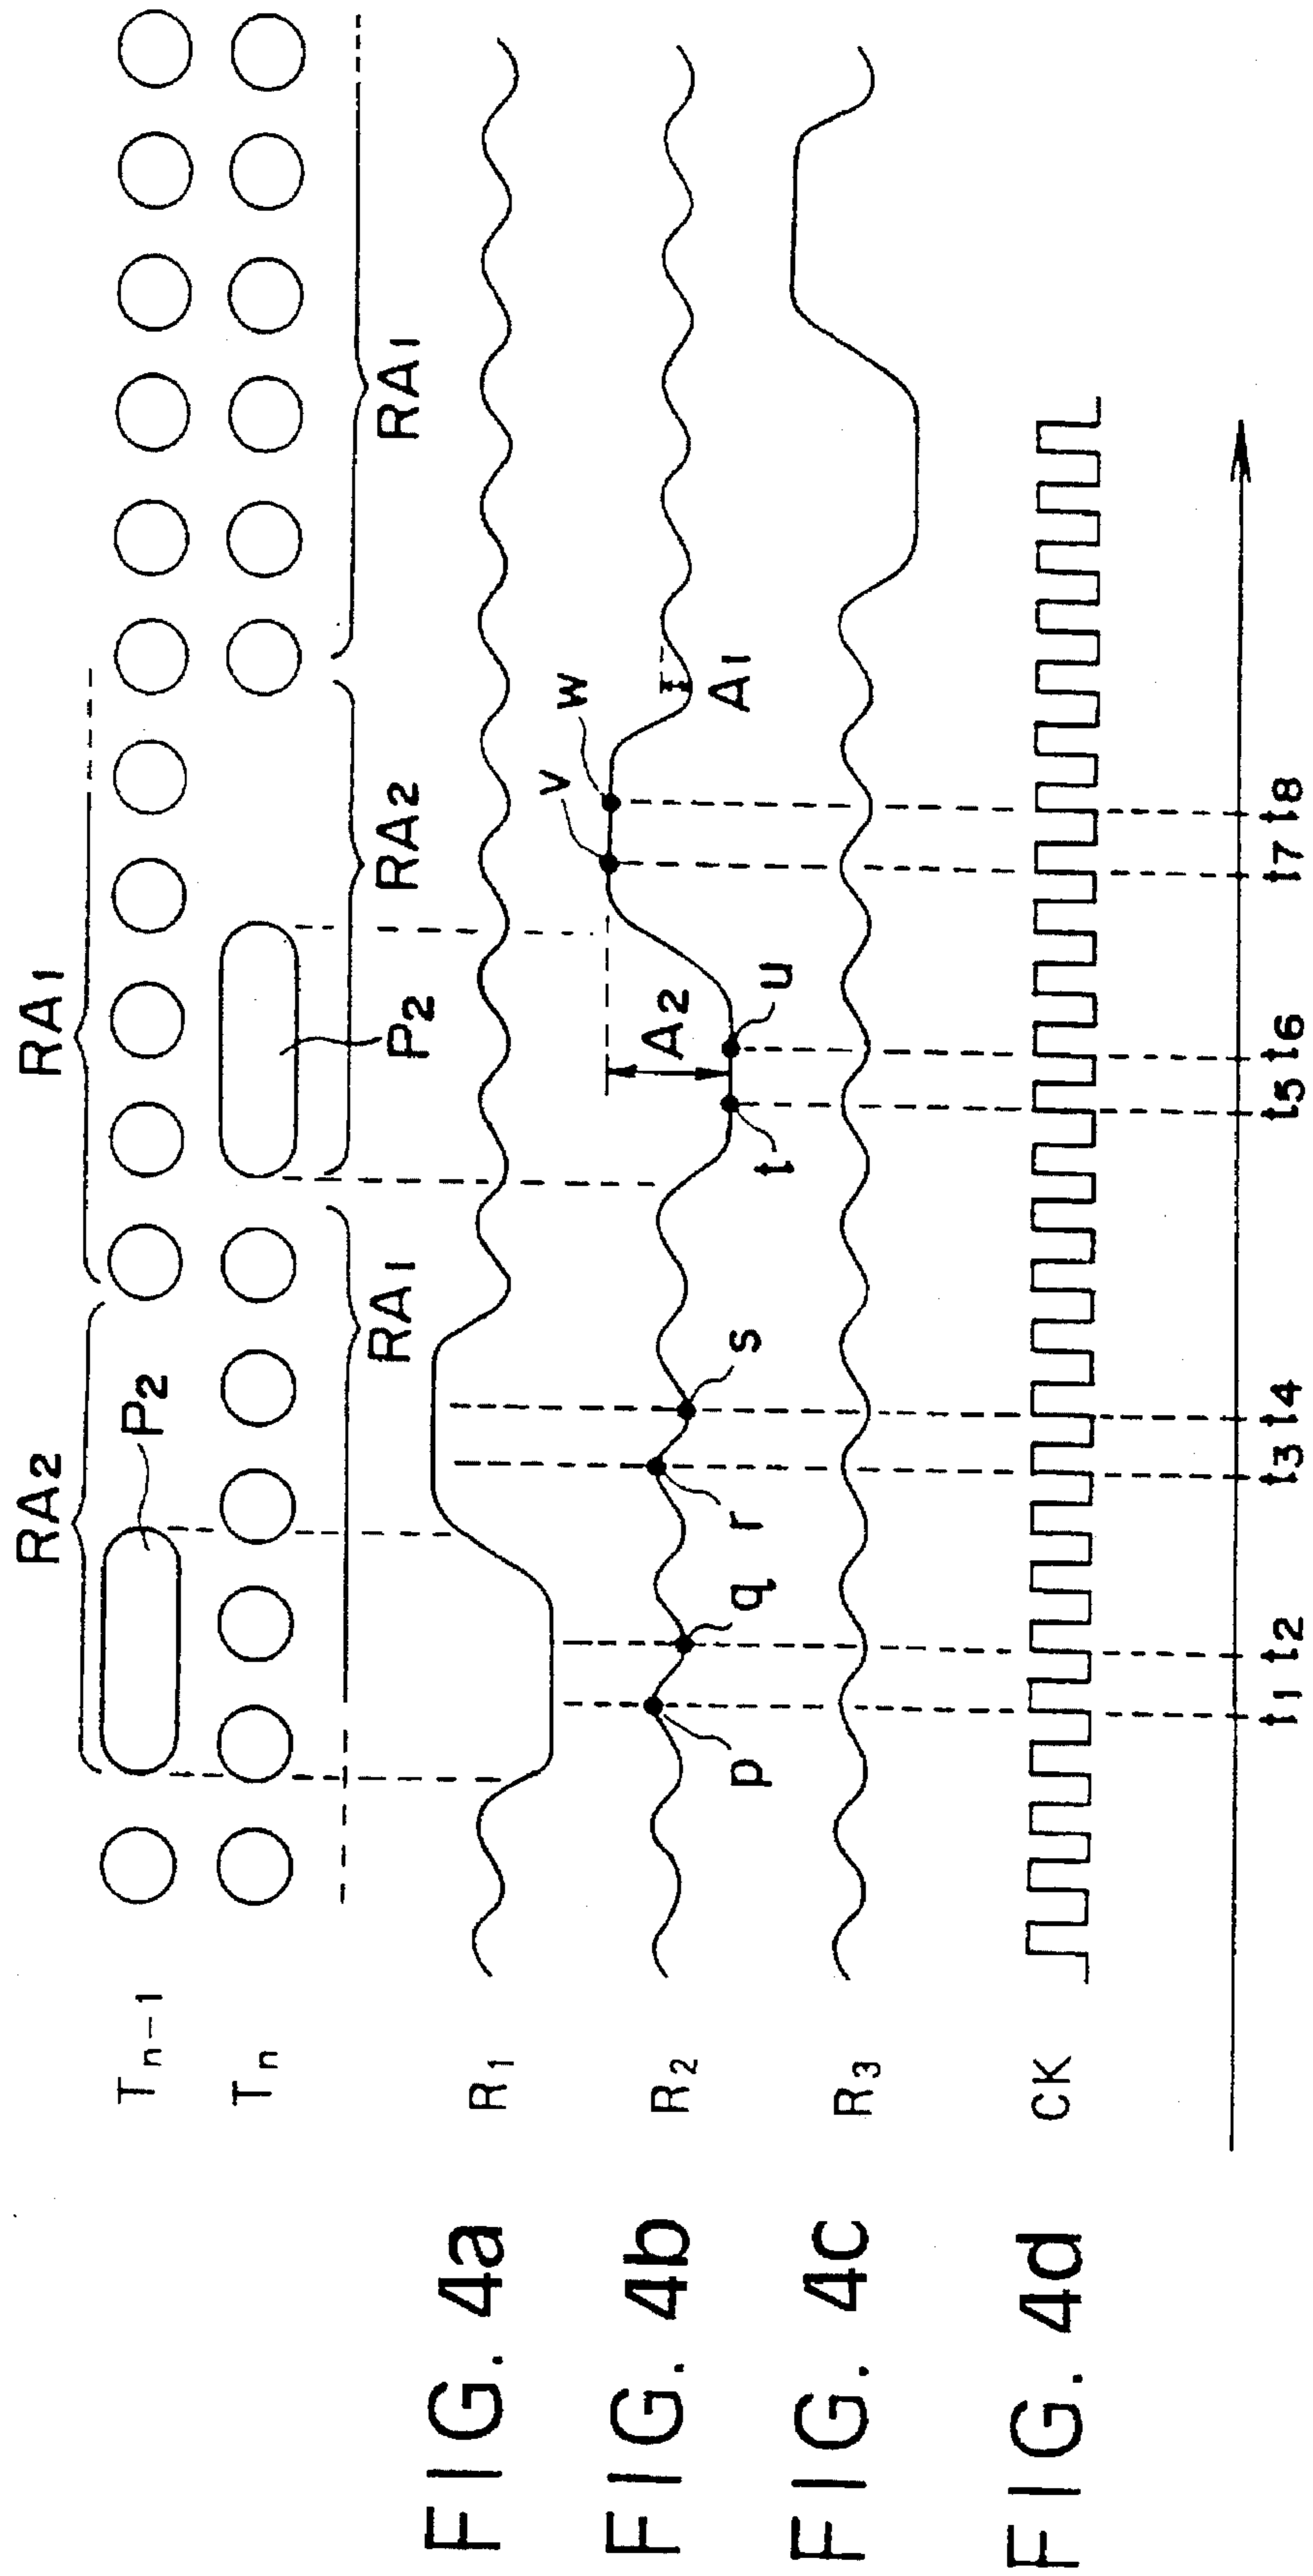 RA2 RA1
P2
Tn-1
Tn
P2
RA1 RA2 RA1
FIG. 4a R1
v w
FIG. 4b R2
A2 A1
p q r s t u
FIG. 4c R3
FIG. 4d CK
t1 t2 t3 t4 t5 t6 t7 t8